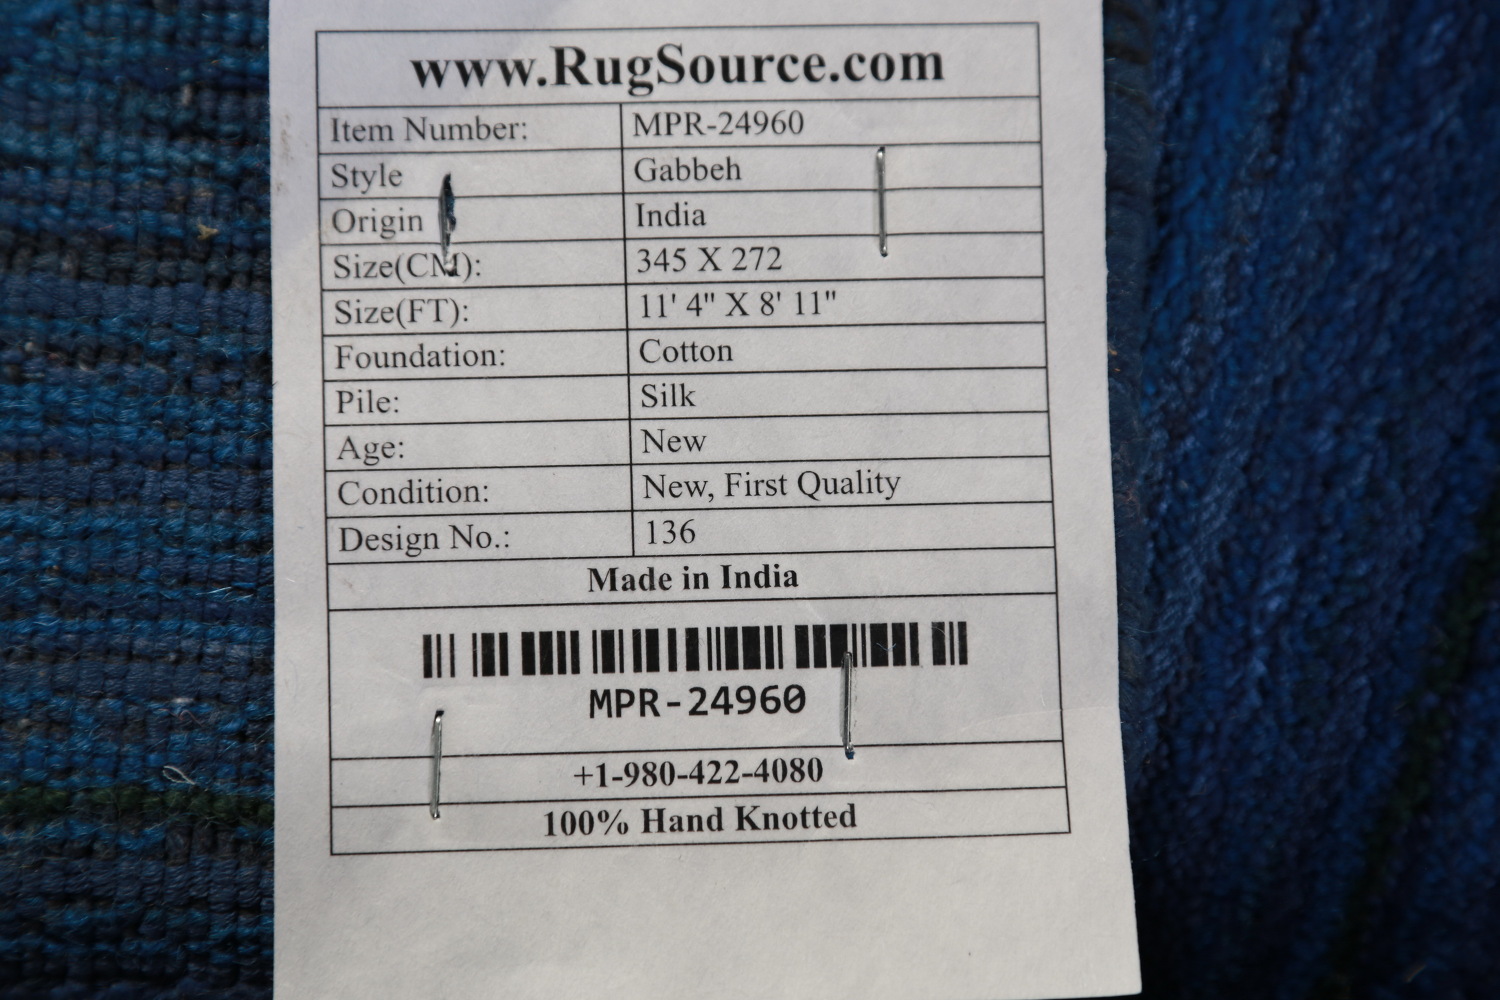 www.RugSource.com
Item Number: MPR-24960
Style Gabbeh
Origin India
Size(CM): 345 X 272
Size(FT): 11' 4" X 8' 11"
Foundation: Cotton
Pile: Silk
Age: New
Condition: New, First Quality
Design No.: 136
Made in India
MPR-24960
+1-980-422-4080
100% Hand Knotted